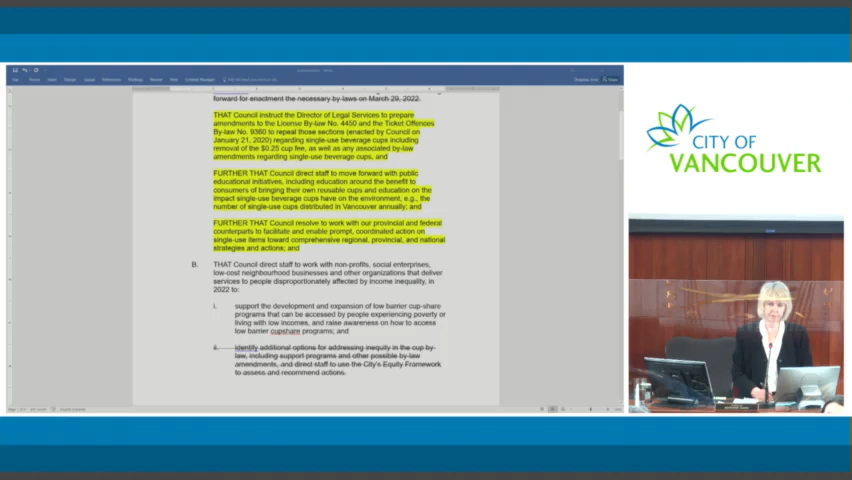 forward for enactment the necessary by laws on March 29, 2022.
THAT Council instruct the Director of Legal Services to prepare
amendments to the License By-law No. 4450 and the Ticket Offences
By-law No. 9360 to repeal those sections (enacted by Council on
January 21, 2020) regarding single-use beverage cups including
removal of the $0.25 cup fee, as well as any associated by-law
amendments regarding single-use beverage cups, and
FURTHER THAT Council direct staff to move forward with public
educational initiatives, including education around the benefit to
consumers of bringing their own reusable cups and education on the
impact single-use beverage cups have on the environment, e.g., the
number of single-use cups distributed in Vancouver annually; and
FURTHER THAT Council resolve to work with our provincial and federal
counterparts to facilitate and enable prompt, coordinated action on
single-use items toward comprehensive regional, provincial, and national
strategies and actions; and
B. THAT Council direct staff to work with non-profits, social enterprises,
low-cost neighbourhood businesses and other organizations that deliver
services to people disproportionately affected by income inequality, in
2022 to:
i. support the development and expansion of low barrier cup-share
programs that can be accessed by people experiencing poverty or
living with low incomes, and raise awareness on how to access
low barrier cupshare programs; and
ii. Identify additional options for addressing inequity in the cup by-
law, including support programs and other possible by-law
amendments, and direct staff to use the City's Equity Framework
to assess and recommend actions.
CITY OF
VANCOUVER